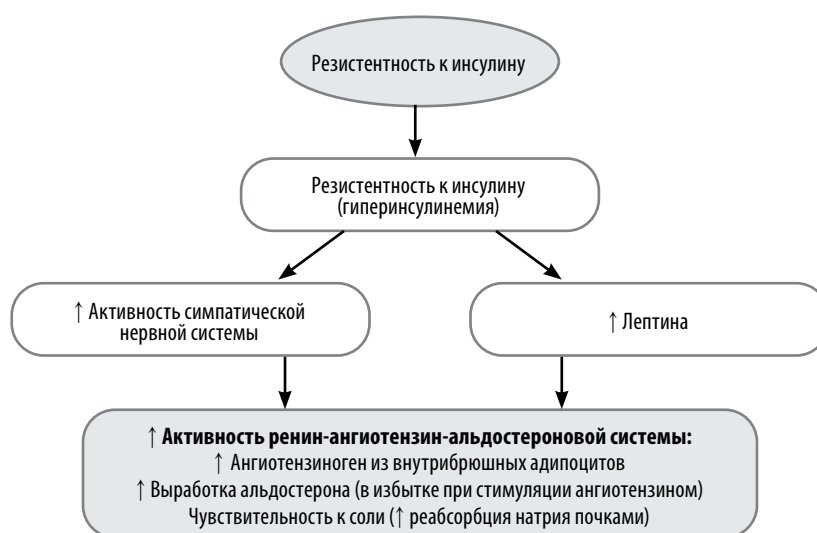 Резистентность к инсулину
Резистентность к инсулину
(гиперинсулинемия)
↑ Активность симпатической
нервной системы
↑ Лептина
↑ Активность ренин-ангиотензин-альдостероновой системы:
↑ Ангиотензиноген из внутрибрюшных адипоцитов
↑ Выработка альдостерона (в избытке при стимуляции ангиотензином)
Чувствительность к соли (↑ реабсорбция натрия почками)